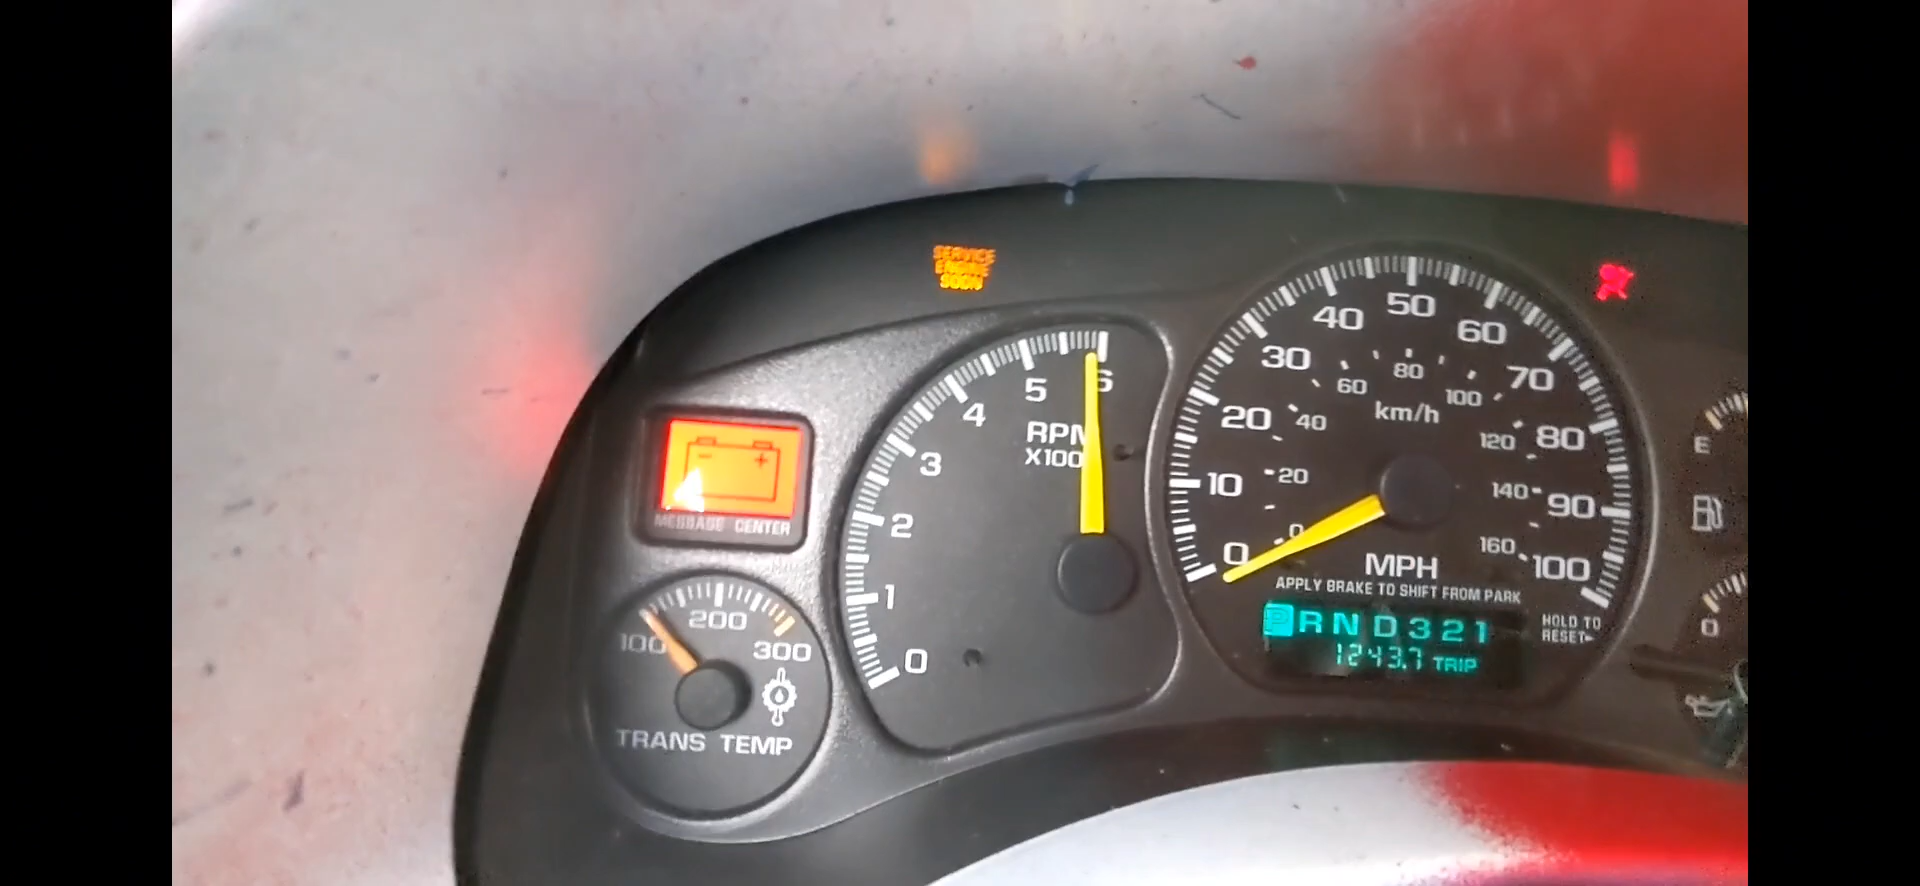 SERVICE
ENGINE
SOON
- +
MESSAGE CENTER
100 200 300
TRANS TEMP
0 1 2 3 4 5 6
RPM
X100
0 10 20 30 40 50 60 70 80 90 100
0 20 40 60 80 100 120 140 160
km/h
MPH
APPLY BRAKE TO SHIFT FROM PARK
PRND321
1243.7 TRIP
HOLD TO
RESET
E
0